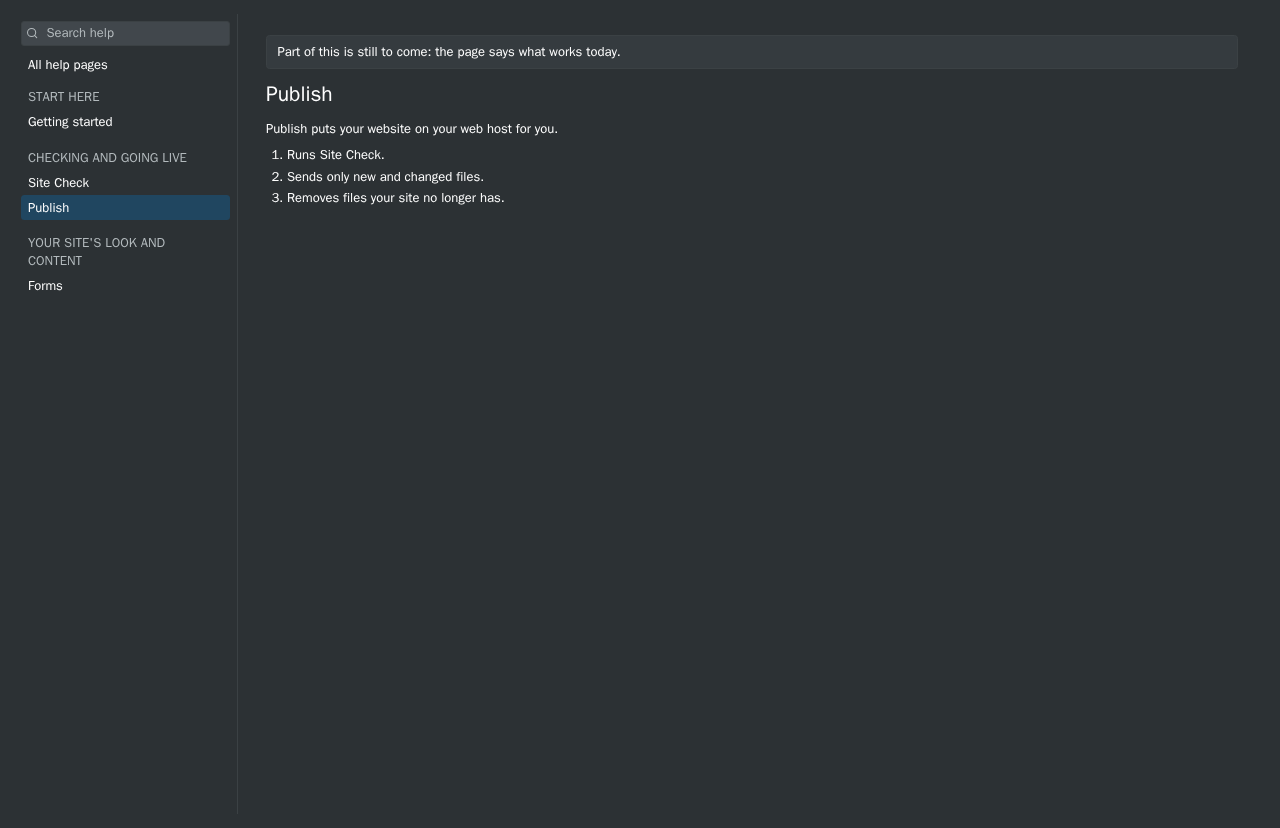 Search help
All help pages
START HERE
Getting started
CHECKING AND GOING LIVE
Site Check
Publish
YOUR SITE'S LOOK AND
CONTENT
Forms
Part of this is still to come: the page says what works today.
Publish
Publish puts your website on your web host for you.
1. Runs Site Check.
2. Sends only new and changed files.
3. Removes files your site no longer has.